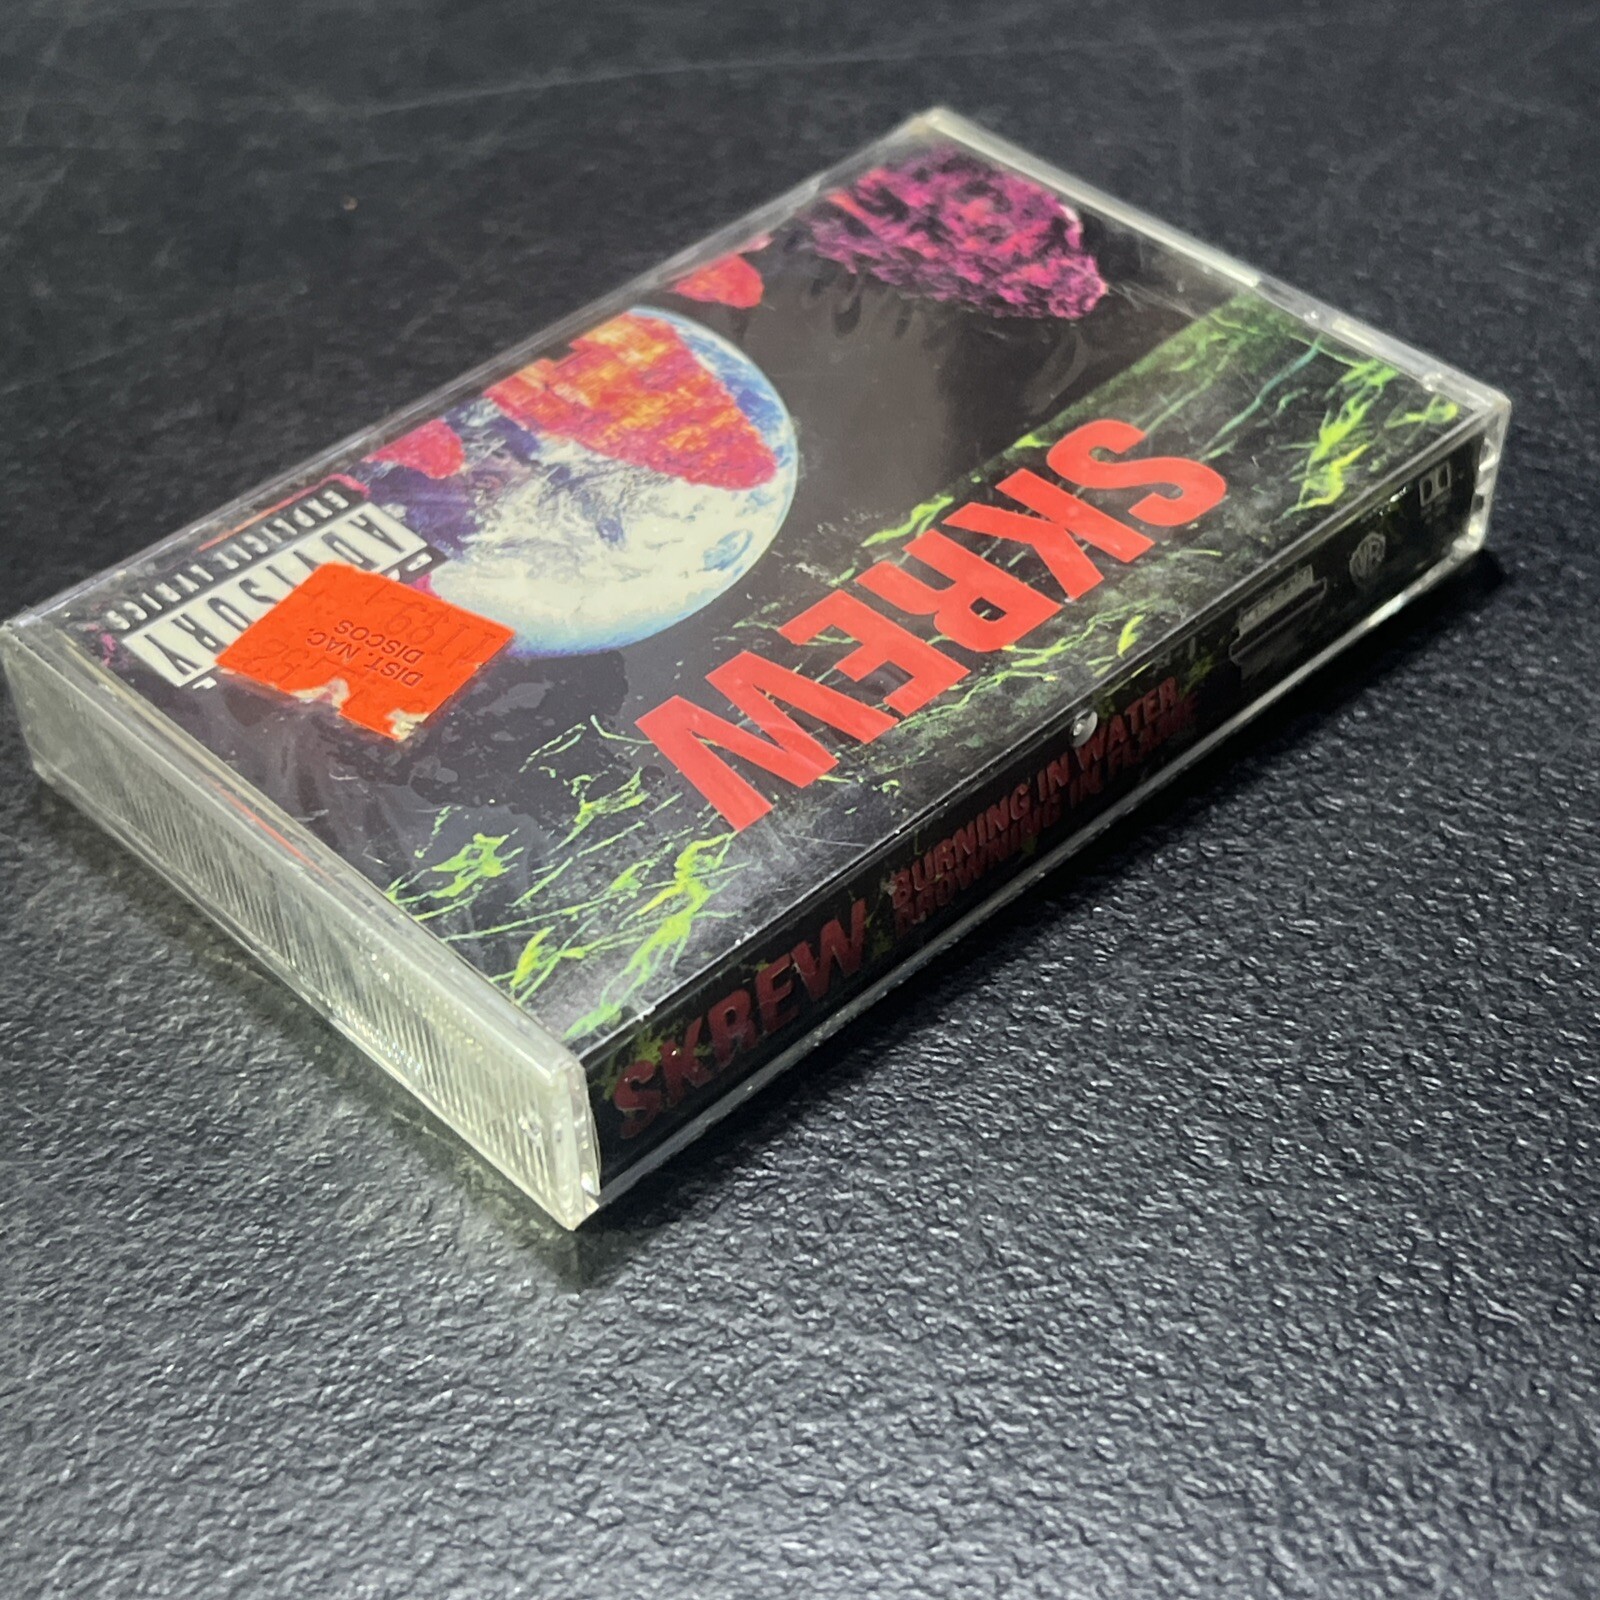 SKREW
ADVISORY
EXPLICIT LYRICS
DIST. NAC.
DISCOS
SKREW
BURNING IN WATER,
DROWNING IN FLAME